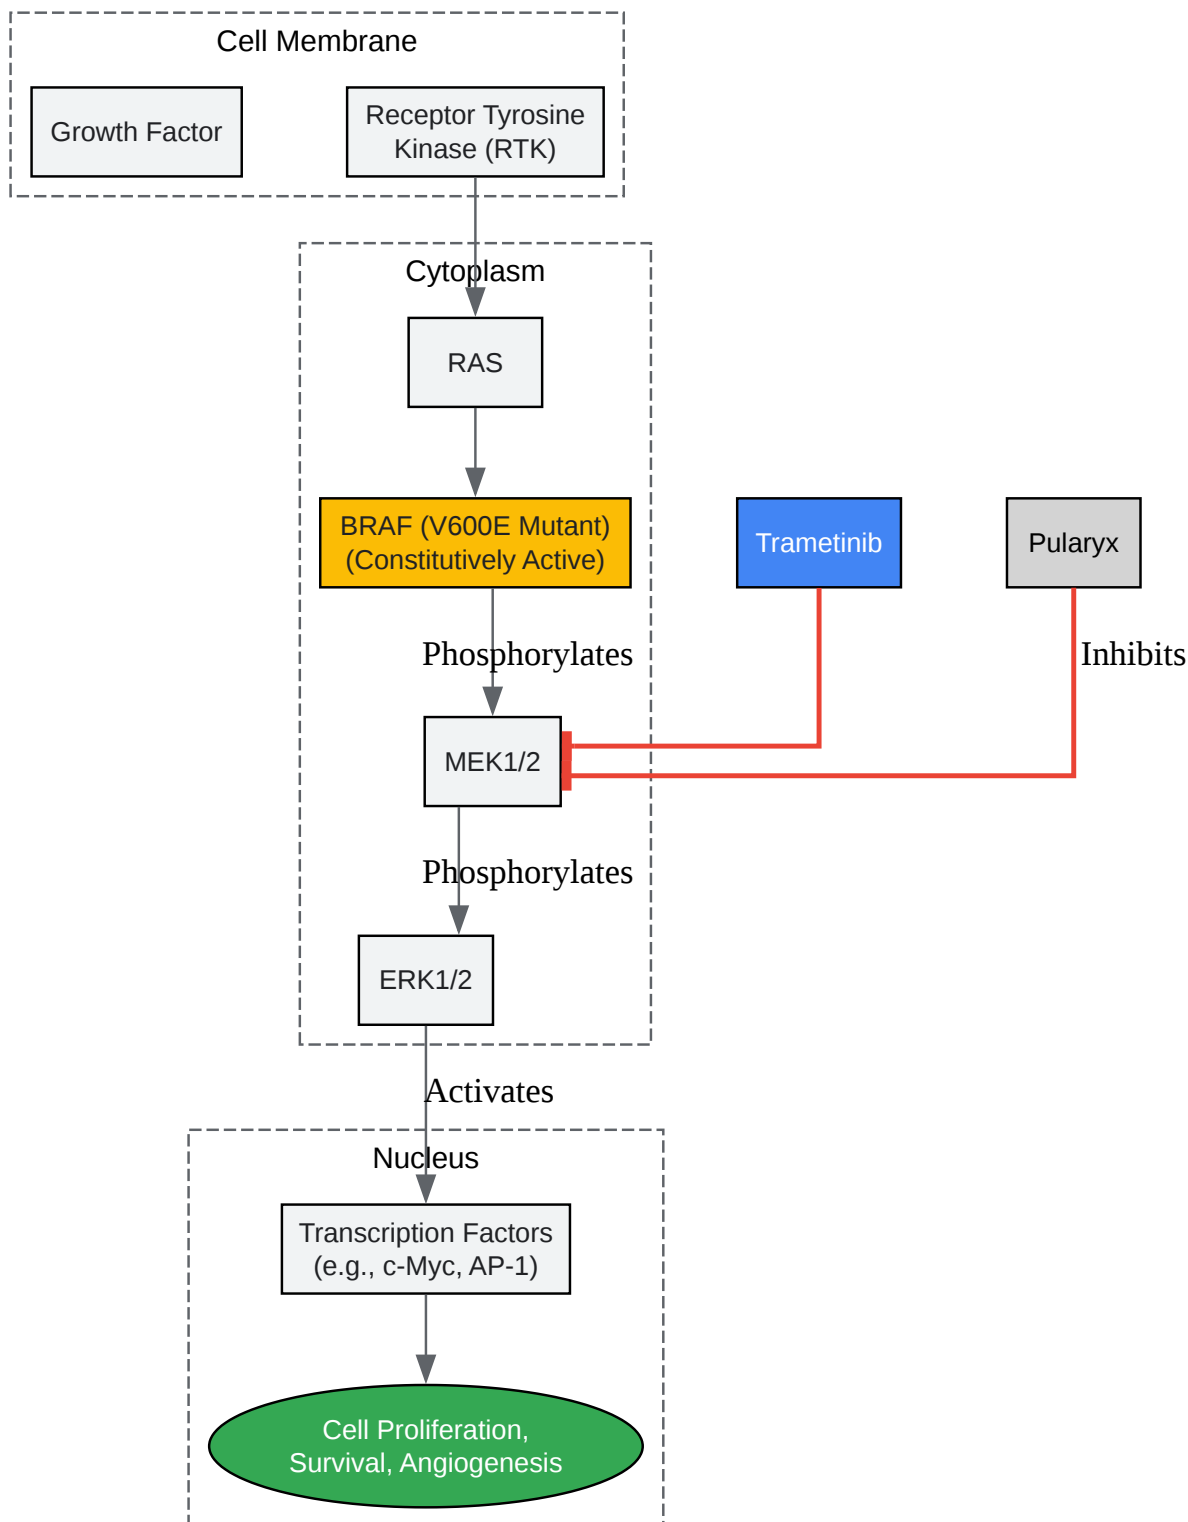 Cell Membrane
Growth Factor
Receptor Tyrosine
Kinase (RTK)
Cytoplasm
RAS
BRAF (V600E Mutant)
(Constitutively Active)
Trametinib
Pularyx
Phosphorylates
Inhibits
MEK1/2
Phosphorylates
ERK1/2
Activates
Nucleus
Transcription Factors
(e.g., c-Myc, AP-1)
Cell Proliferation,
Survival, Angiogenesis